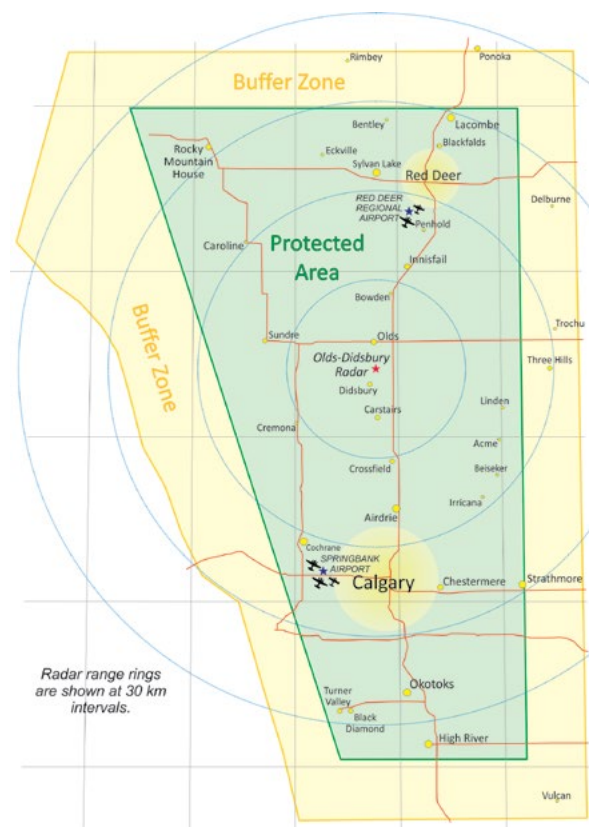 Rimbey
Ponoka
Buffer Zone
Bentley
Lacombe
Blackfalds
Rocky
Mountain
House
Eckville
Sylvan Lake
Red Deer
RED DEER
REGIONAL
AIRPORT
Penhold
Delburne
Caroline
Protected
Area
Innisfail
Bowden
Buffer Zone
Sundre
Olds
Trochu
Olds-Didsbury
Radar
Three Hills
Didsbury
Linden
Carstairs
Cremona
Acme
Crossfield
Beiseker
Irricana
Airdrie
Cochrane
SPRINGBANK
AIRPORT
Calgary
Chestermere
Strathmore
Radar range rings
are shown at 30 km
intervals.
Okotoks
Turner
Valley
Black
Diamond
High River
Vulcan